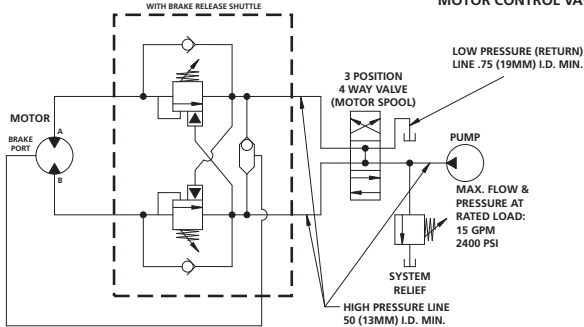 MOTOR CONTROL VA
WITH BRAKE RELEASE SHUTTLE
LOW PRESSURE (RETURN)
LINE .75 (19MM) I.D. MIN.
3 POSITION
4 WAY VALVE
(MOTOR SPOOL)
MOTOR
BRAKE
PORT
A
B
PUMP
MAX. FLOW &
PRESSURE AT
RATED LOAD:
15 GPM
2400 PSI
SYSTEM
RELIEF
HIGH PRESSURE LINE
50 (13MM) I.D. MIN.